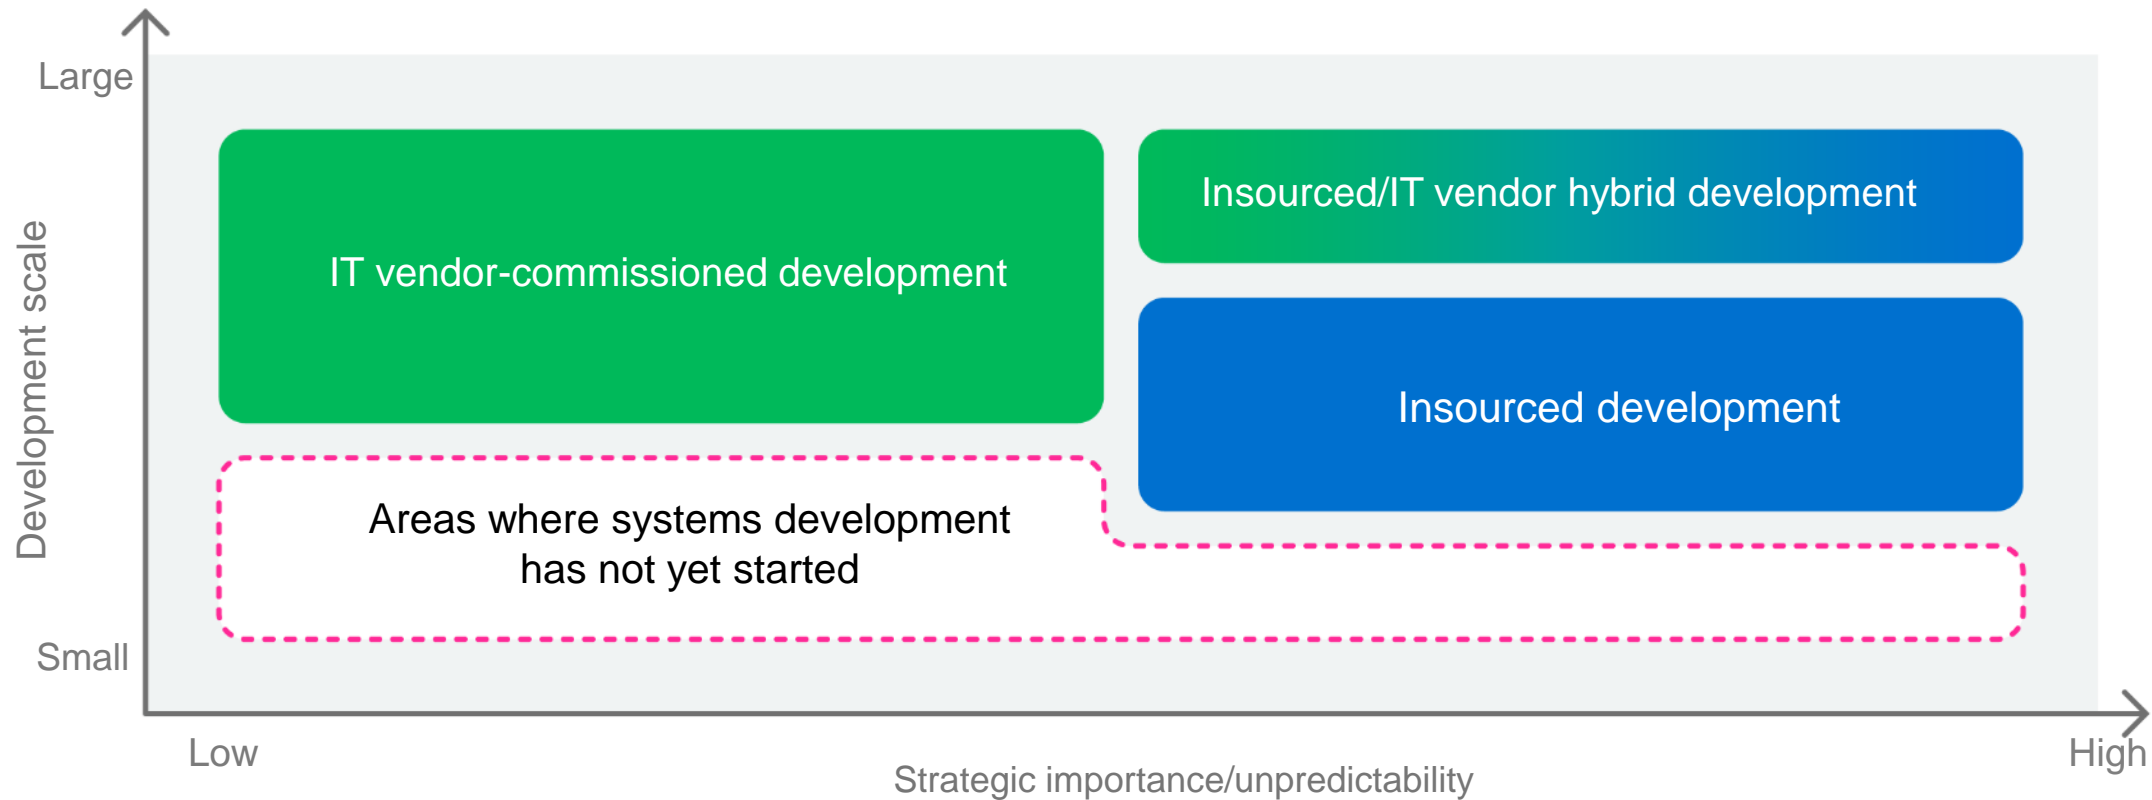 Large
Development scale
Small
IT vendor-commissioned development
Insourced/IT vendor hybrid development
Insourced development
Areas where systems development
has not yet started
Low
Strategic importance/unpredictability
High